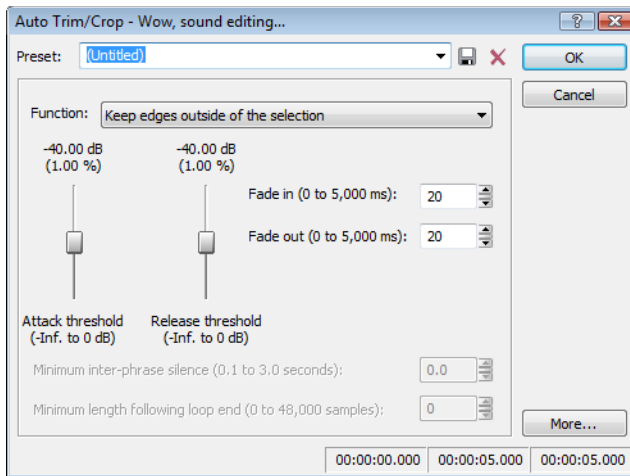 Auto Trim/Crop - Wow, sound editing...
Preset: (Untitled)
OK
Cancel
Function: Keep edges outside of the selection
-40.00 dB -40.00 dB
(1.00 %) (1.00 %)
Fade in (0 to 5,000 ms): 20
Fade out (0 to 5,000 ms): 20
Attack threshold Release threshold
(-Inf. to 0 dB) (-Inf. to 0 dB)
Minimum inter-phrase silence (0.1 to 3.0 seconds): 0.0
Minimum length following loop end (0 to 48,000 samples): 0
More...
00:00:00.000 00:00:05.000 00:00:05.000